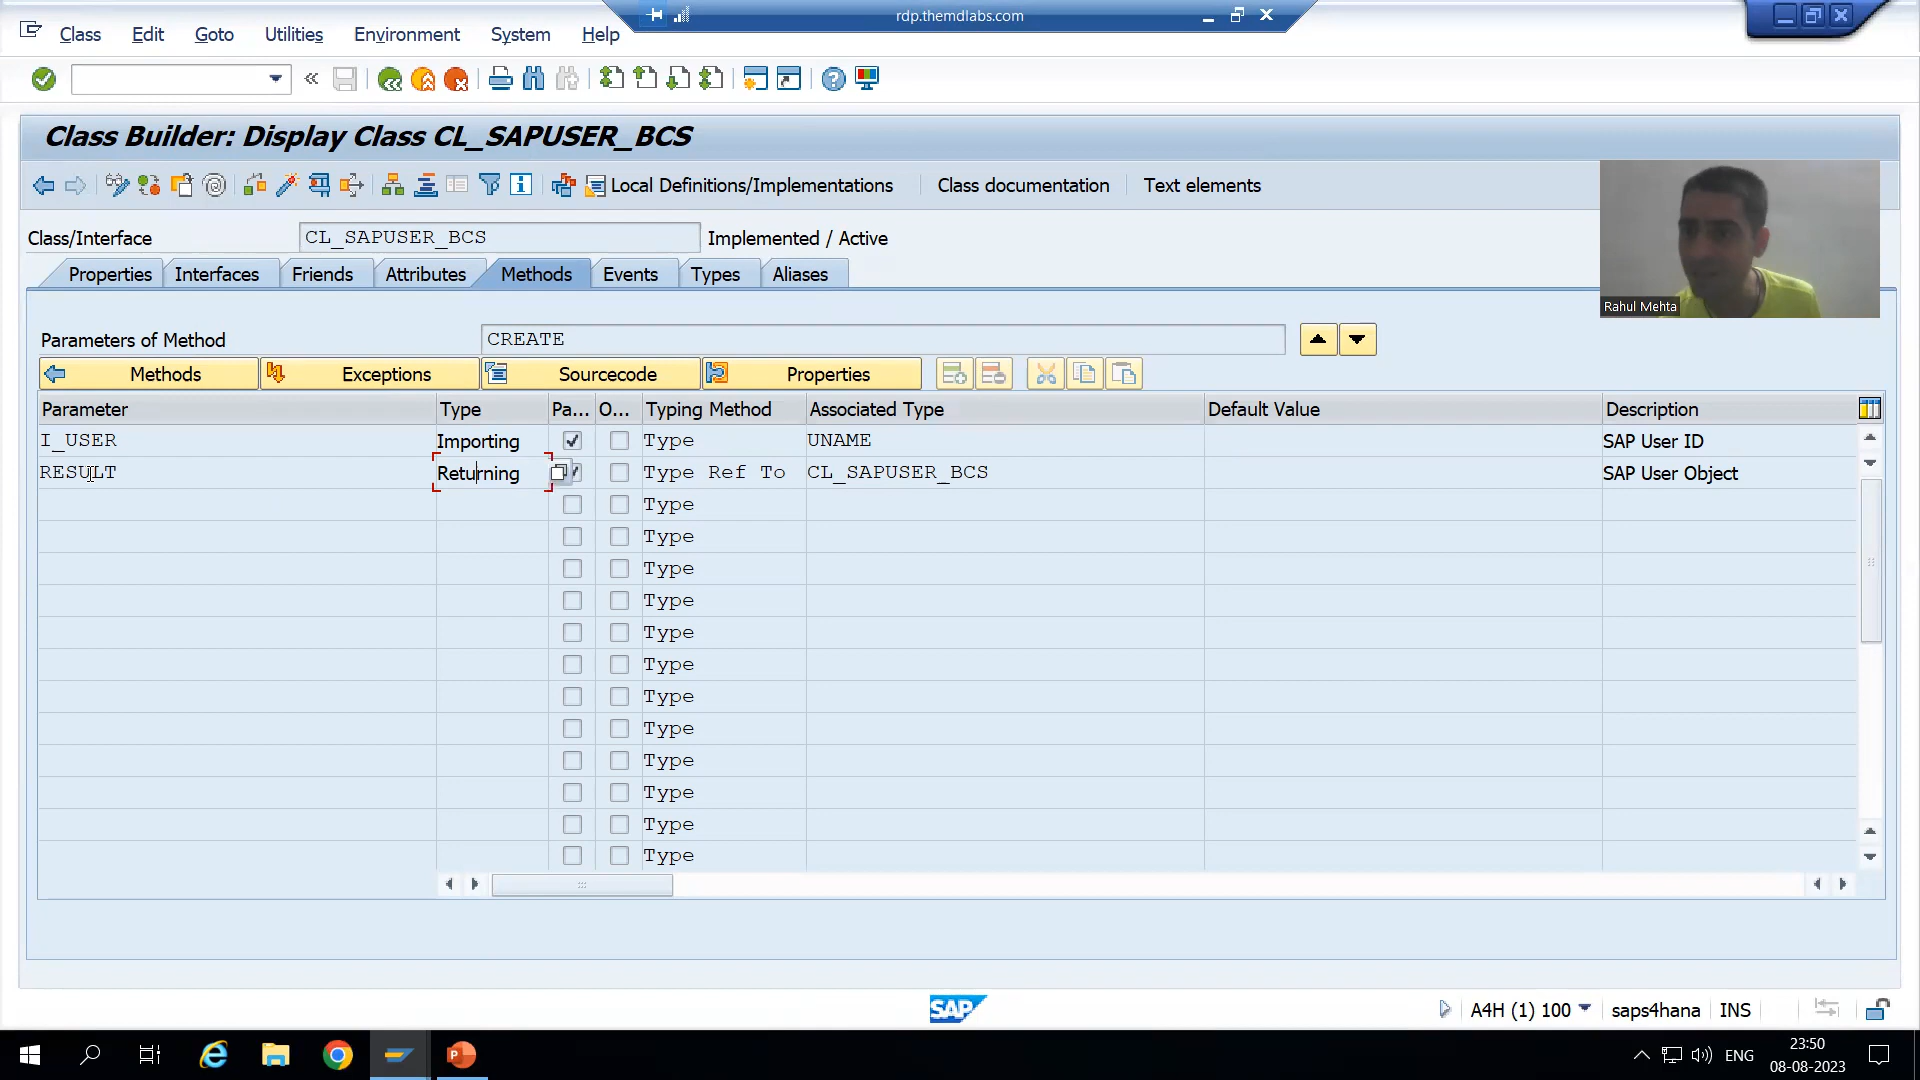 rdp.themdlabs.com
Class Edit Goto Utilities Environment System Help
Class Builder: Display Class CL_SAPUSER_BCS
Local Definitions/Implementations Class documentation Text elements
Class/Interface CL_SAPUSER_BCS Implemented / Active
Properties Interfaces Friends Attributes Methods Events Types Aliases
Rahul Mehta
Parameters of Method CREATE
Methods Exceptions Sourcecode Properties
Parameter Type Pa... O... Typing Method Associated Type Default Value Description
I_USER Importing Type UNAME SAP User ID
RESULT Returning Type Ref To CL_SAPUSER_BCS SAP User Object
Type
Type
Type
Type
Type
Type
Type
Type
Type
Type
Type
Type
SAP A4H (1) 100 saps4hana INS
23:50
ENG
08-08-2023